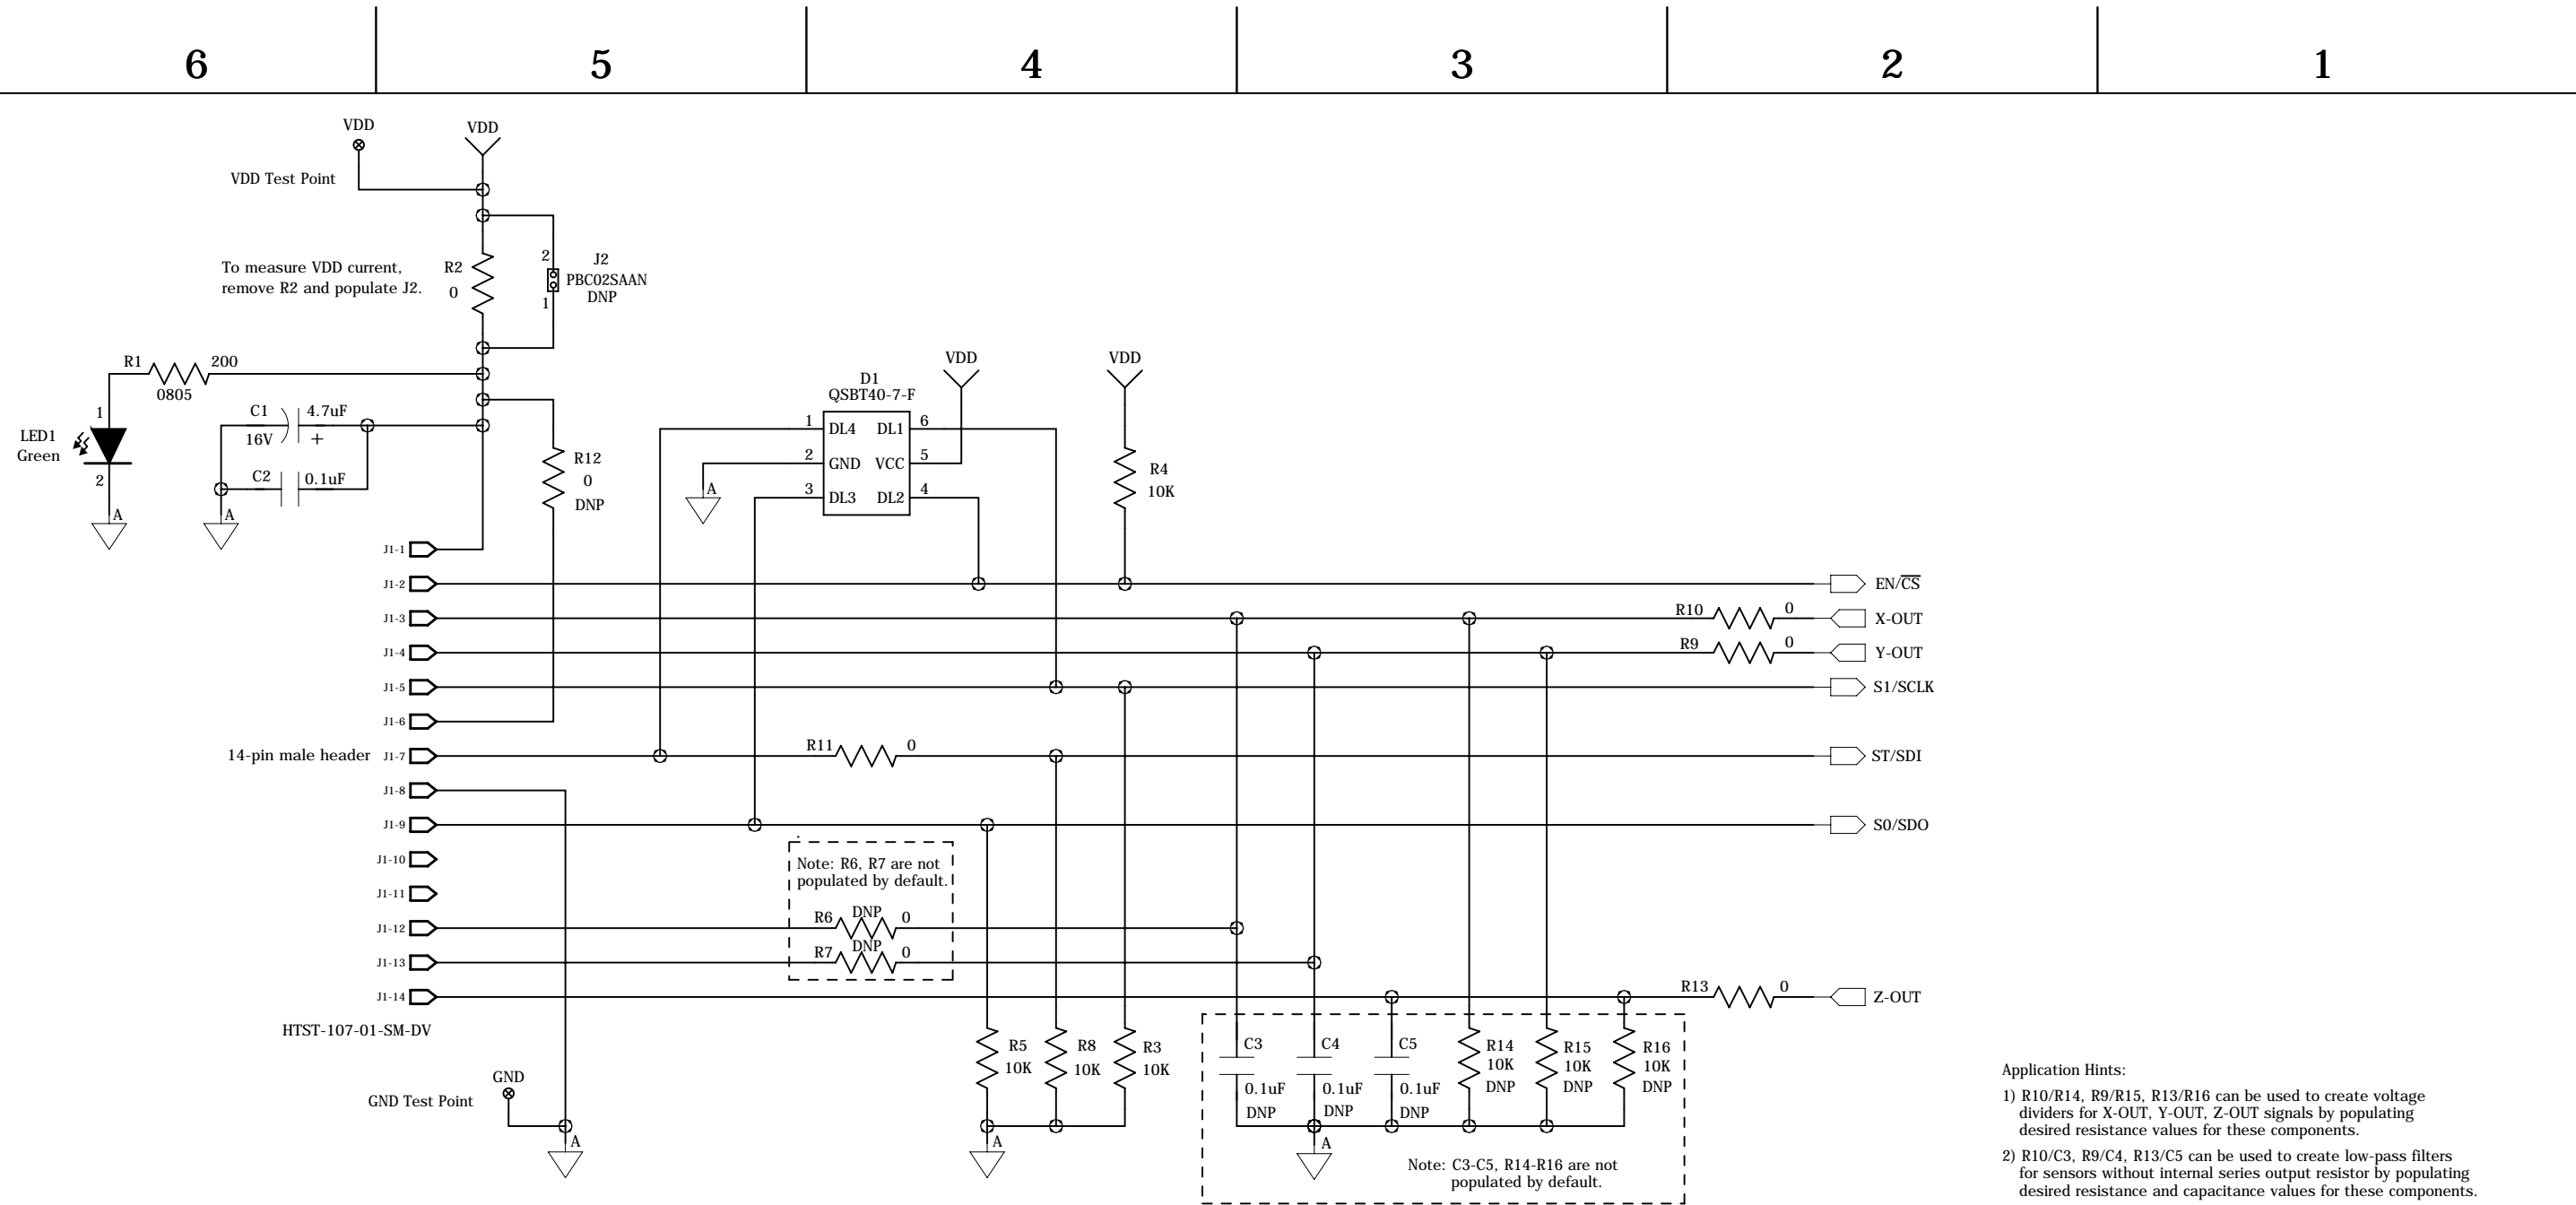 6 5 4 3 2 1
VDD
VDD
VDD Test Point
To measure VDD current,
remove R2 and populate J2.
R2
0
2
1
J2
PBC02SAAN
DNP
R1 200
0805
LED1
Green
1
2
A
C1 4.7uF
16V +
C2 0.1uF
A
R12
0
DNP
D1
QSBT40-7-F
1 DL4 DL1 6
2 GND VCC 5
3 DL3 DL2 4
A
VDD
VDD
R4
10K
J1-1
J1-2
J1-3
J1-4
J1-5
J1-6
14-pin male header J1-7
J1-8
J1-9
J1-10
J1-11
J1-12
J1-13
J1-14
HTST-107-01-SM-DV
R11 0
Note: R6, R7 are not
populated by default.
R6 DNP 0
R7 DNP 0
R10 0
R9 0
R13 0
EN/C̅S̅
X-OUT
Y-OUT
S1/SCLK
ST/SDI
S0/SDO
Z-OUT
GND
GND Test Point
A
R5
10K
R8
10K
R3
10K
A
C3
0.1uF
DNP
C4
0.1uF
DNP
C5
0.1uF
DNP
R14
10K
DNP
R15
10K
DNP
R16
10K
DNP
A
Note: C3-C5, R14-R16 are not
populated by default.
Application Hints:
1) R10/R14, R9/R15, R13/R16 can be used to create voltage
dividers for X-OUT, Y-OUT, Z-OUT signals by populating
desired resistance values for these components.
2) R10/C3, R9/C4, R13/C5 can be used to create low-pass filters
for sensors without internal series output resistor by populating
desired resistance and capacitance values for these components.